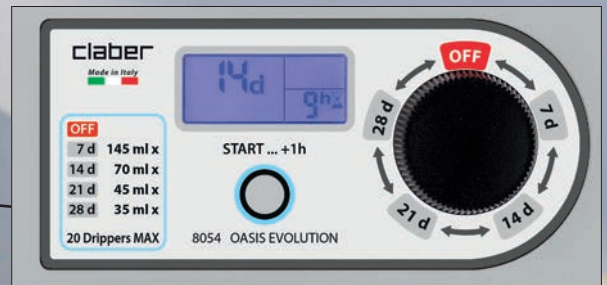 claber
Made in Italy
OFF
7 d 145 ml x
14 d 70 ml x
21 d 45 ml x
28 d 35 ml x
20 Drippers MAX
14d
9h
START ... +1h
8054 OASIS EVOLUTION
OFF
7 d
14 d
21 d
28 d